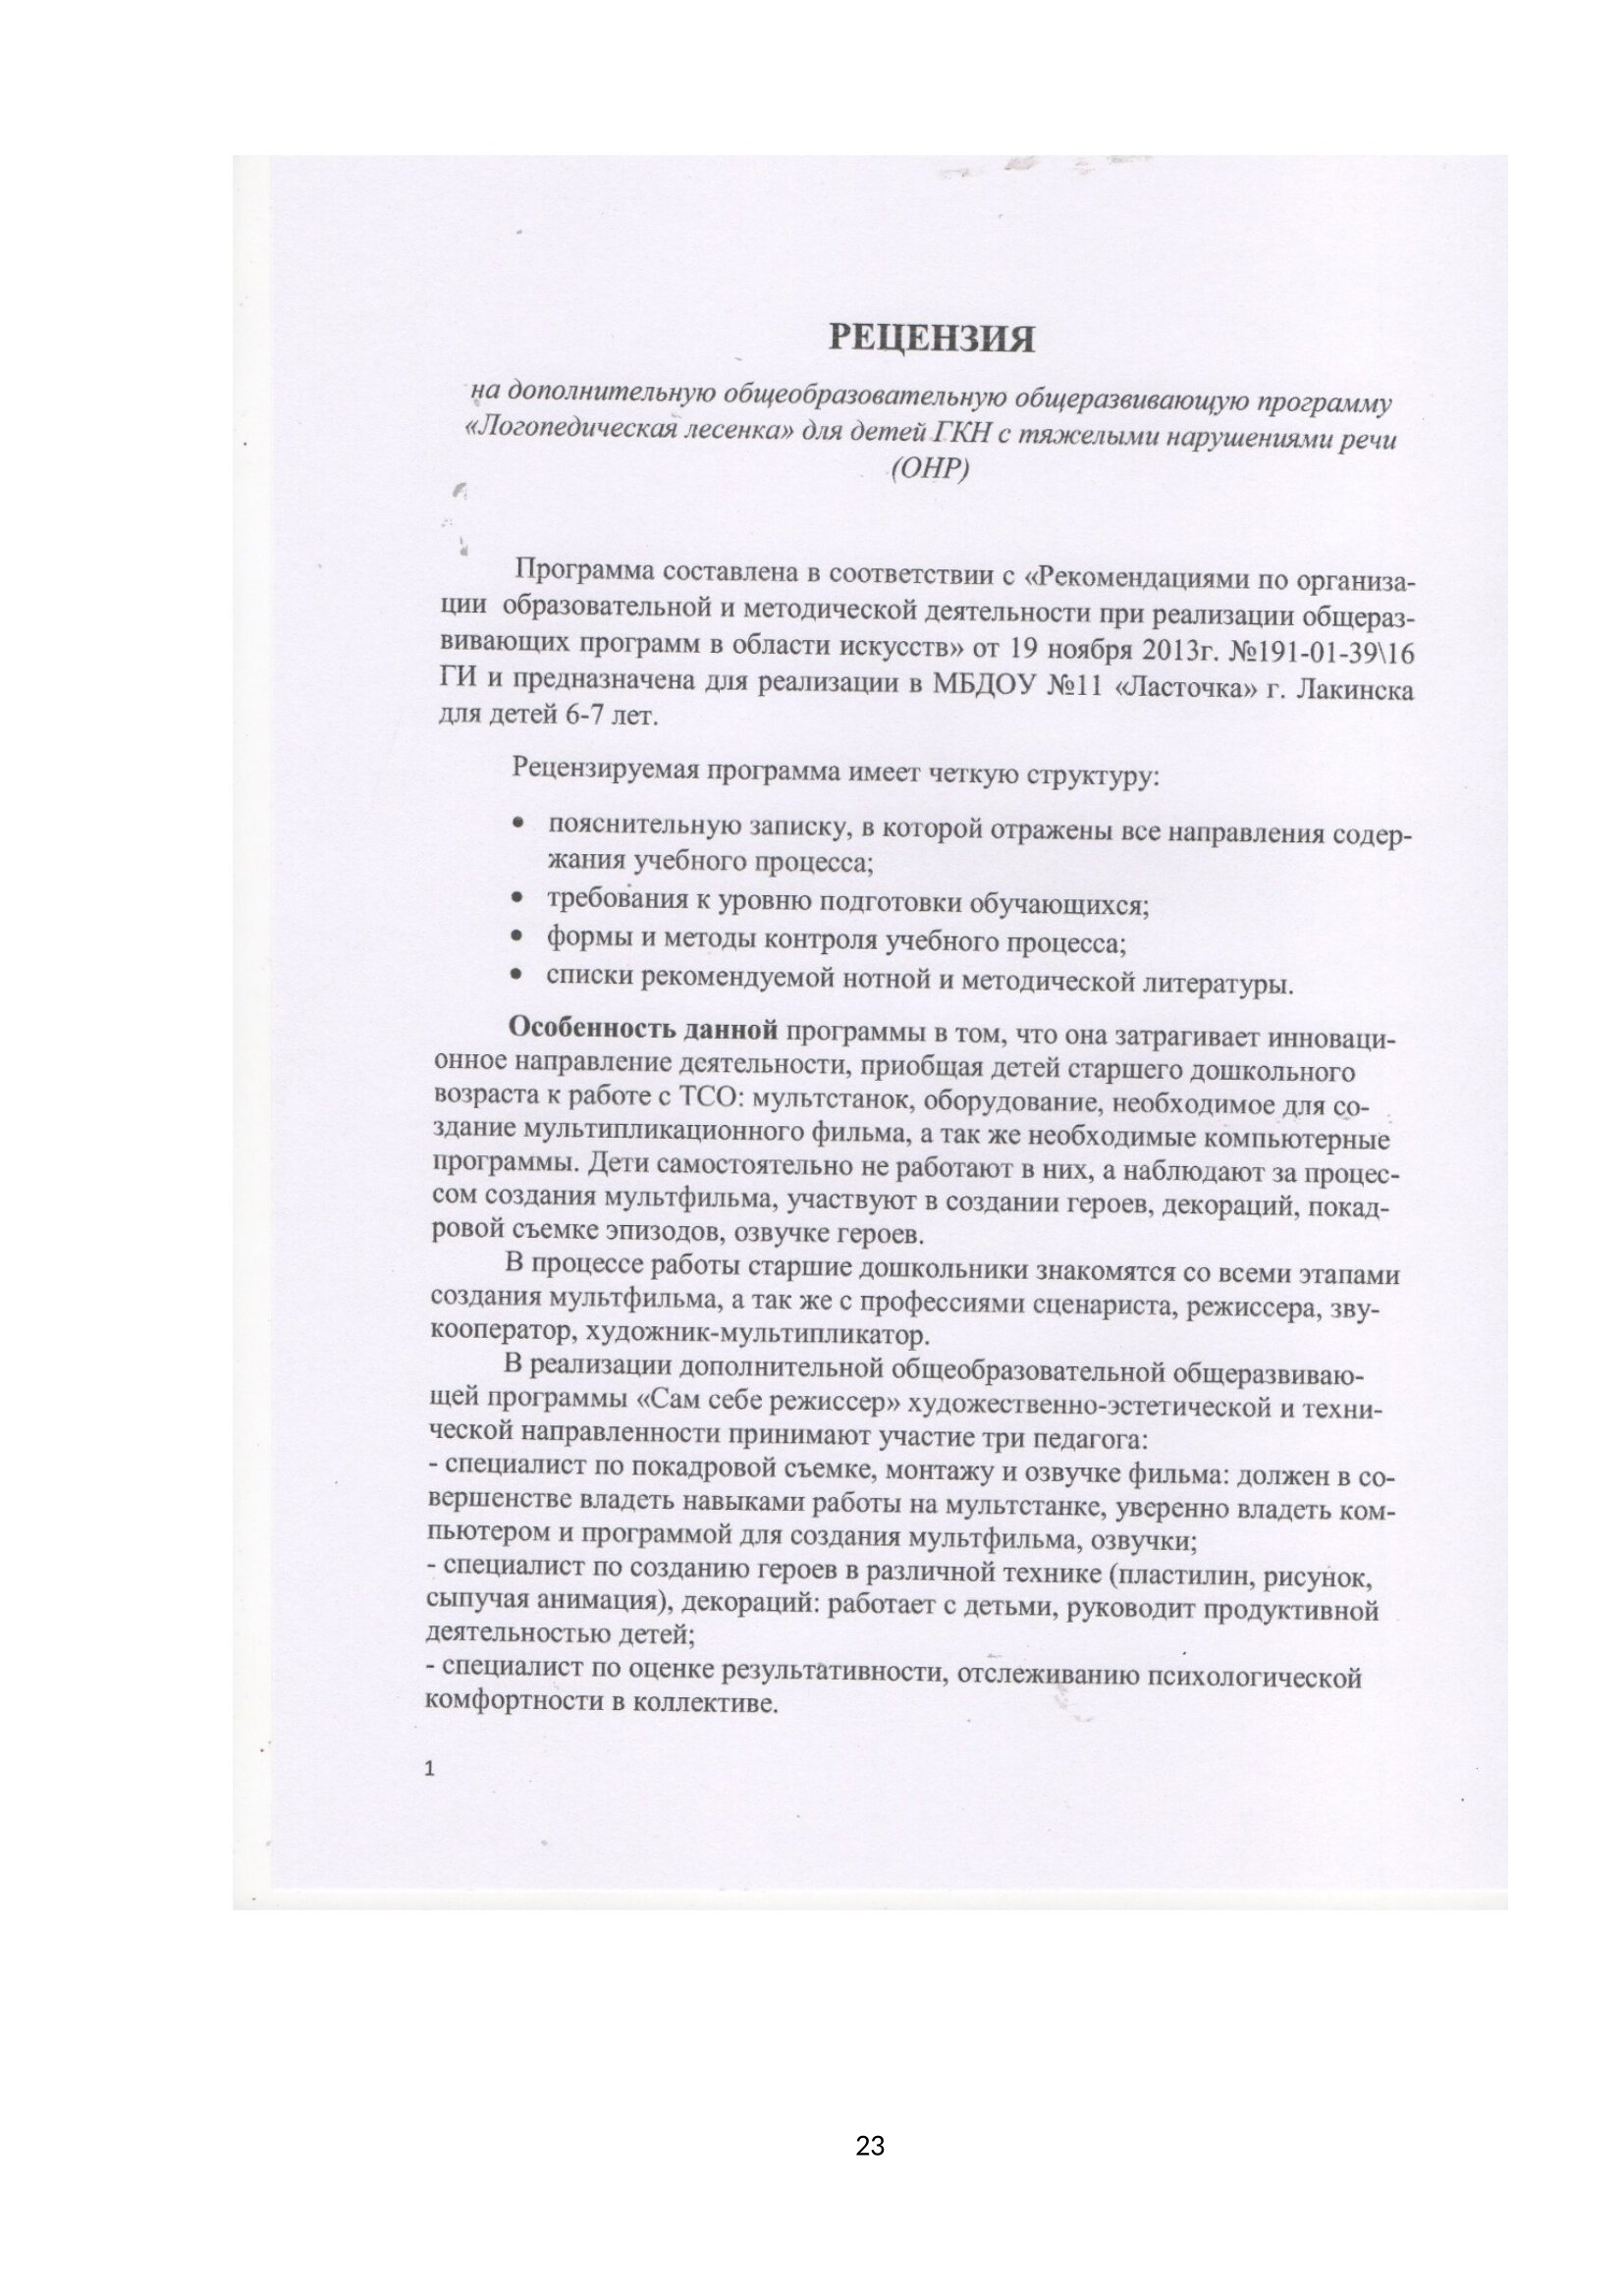 РЕЦЕНЗИЯ
на дополнительную общеобразовательную общеразвивающую программу
«Логопедическая лесенка» для детей ГКН с тяжелыми нарушениями речи
(ОНР)
Программа составлена в соответствии с «Рекомендациями по организа-
ции образовательной и методической деятельности при реализации общераз-
вивающих программ в области искусств» от 19 ноября 2013г. №191-01-39\16
ГИ и предназначена для реализации в МБДОУ №11 «Ласточка» г. Лакинска
для детей 6-7 лет.
Рецензируемая программа имеет четкую структуру:
• пояснительную записку, в которой отражены все направления содер-
жания учебного процесса;
• требования к уровню подготовки обучающихся;
• формы и методы контроля учебного процесса;
• списки рекомендуемой нотной и методической литературы.
Особенность данной программы в том, что она затрагивает инноваци-
онное направление деятельности, приобщая детей старшего дошкольного
возраста к работе с ТСО: мультстанок, оборудование, необходимое для со-
здание мультипликационного фильма, а так же необходимые компьютерные
программы. Дети самостоятельно не работают в них, а наблюдают за процес-
сом создания мультфильма, участвуют в создании героев, декораций, покад-
ровой съемке эпизодов, озвучке героев.
В процессе работы старшие дошкольники знакомятся со всеми этапами
создания мультфильма, а так же с профессиями сценариста, режиссера, зву-
кооператор, художник-мультипликатор.
В реализации дополнительной общеобразовательной общеразвиваю-
щей программы «Сам себе режиссер» художественно-эстетической и техни-
ческой направленности принимают участие три педагога:
- специалист по покадровой съемке, монтажу и озвучке фильма: должен в со-
вершенстве владеть навыками работы на мультстанке, уверенно владеть ком-
пьютером и программой для создания мультфильма, озвучки;
- специалист по созданию героев в различной технике (пластилин, рисунок,
сыпучая анимация), декораций: работает с детьми, руководит продуктивной
деятельностью детей;
- специалист по оценке результативности, отслеживанию психологической
комфортности в коллективе.
1
23